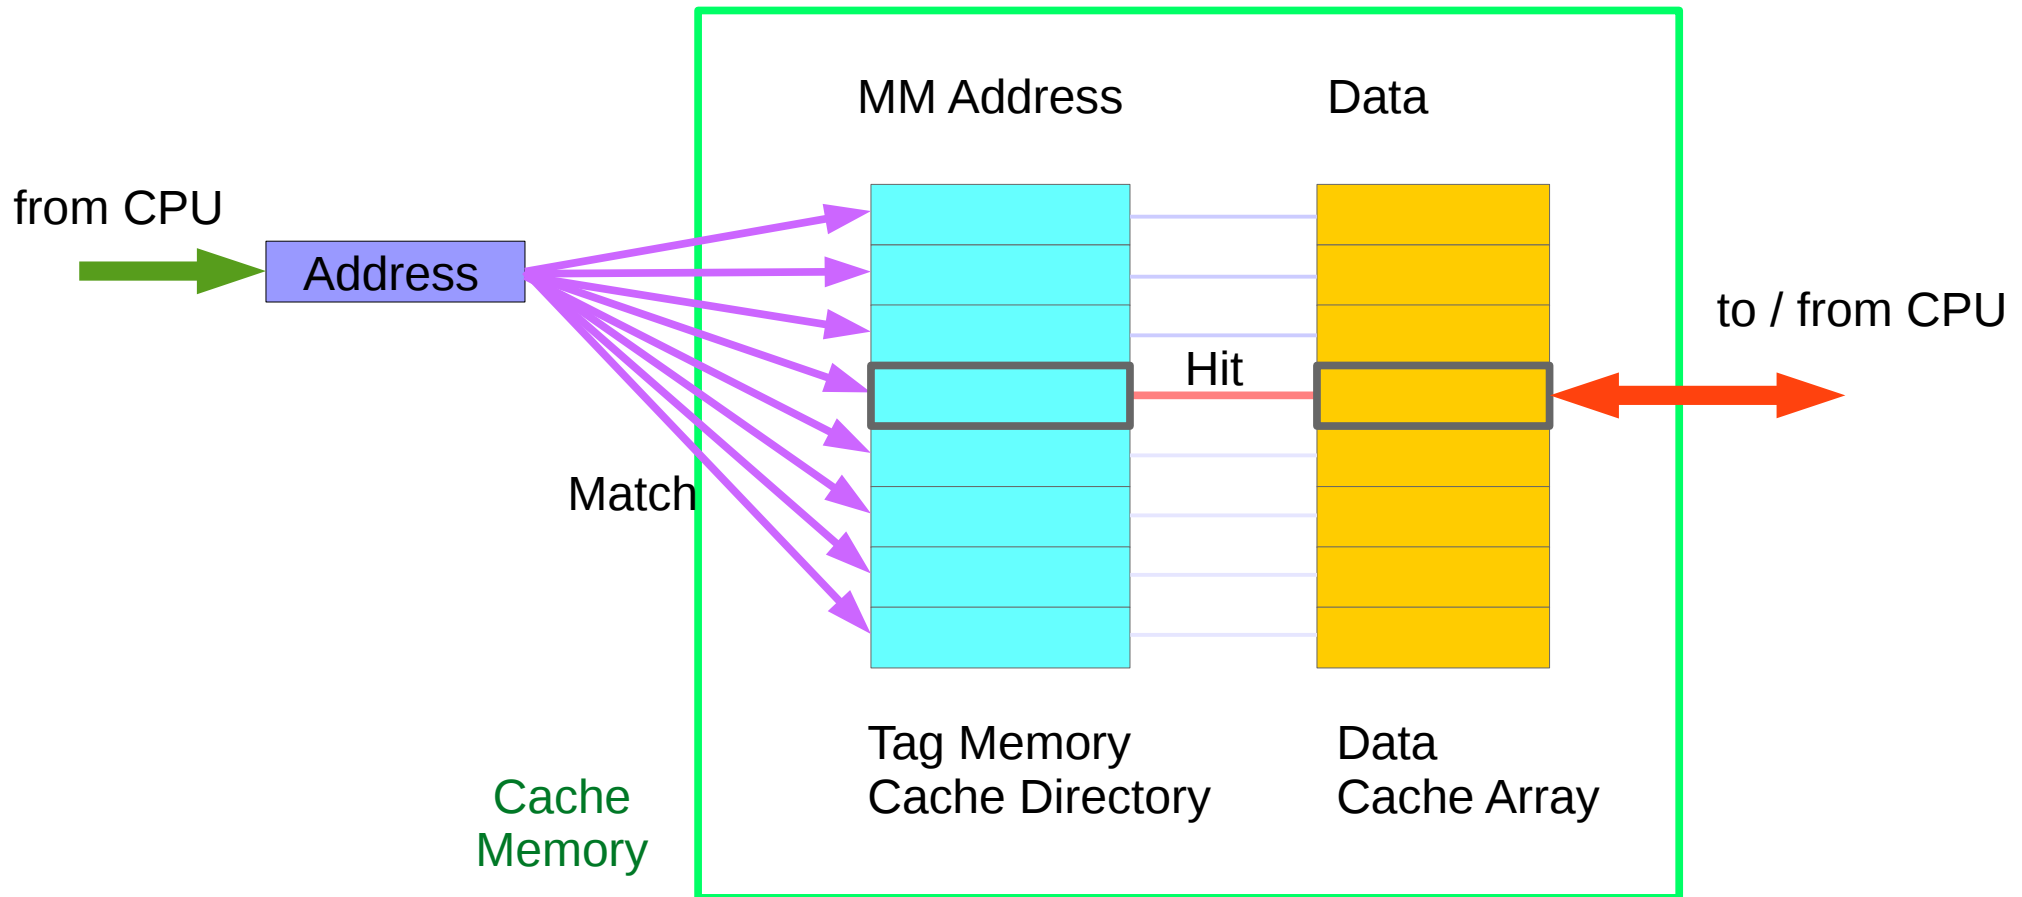 MM Address
Data
from CPU
Address
to / from CPU
Hit
Match
Tag Memory
Cache Directory
Data
Cache Array
Cache
Memory